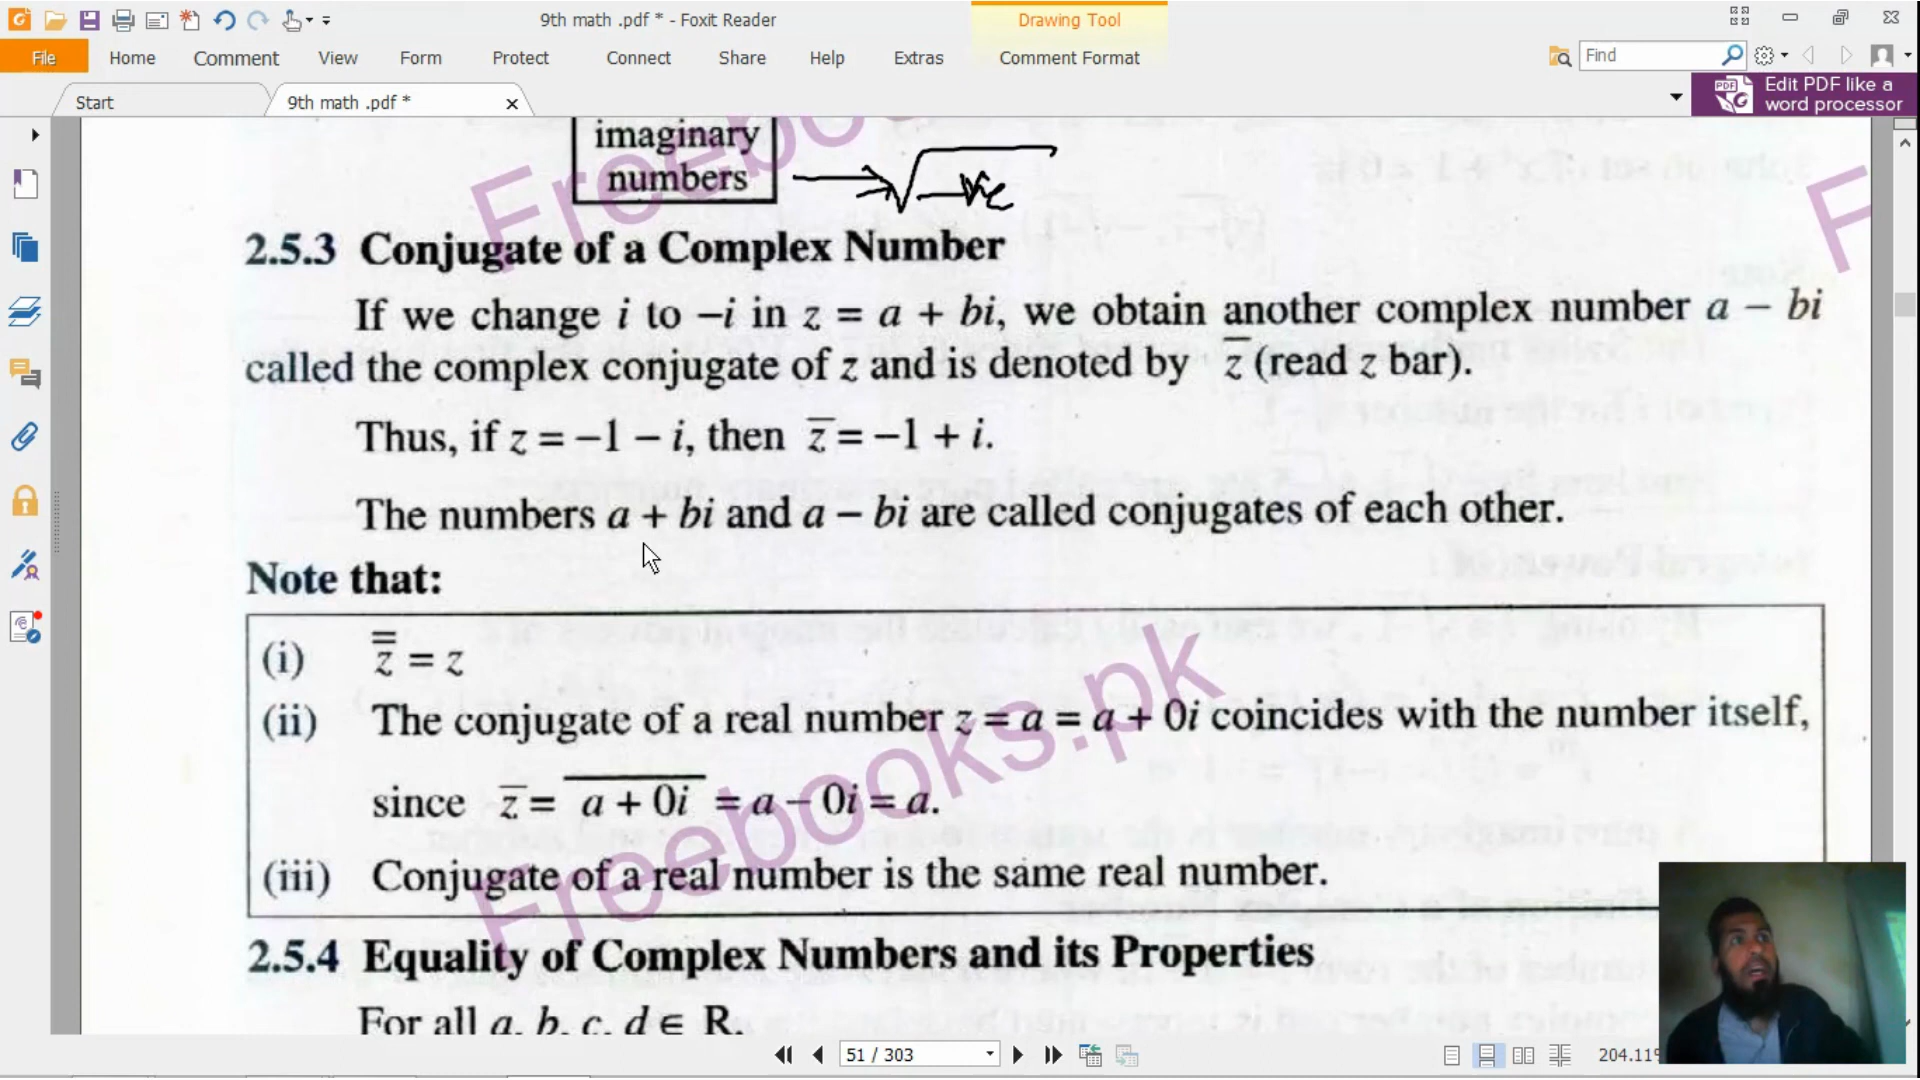 9th math .pdf * - Foxit Reader
Drawing Tool
File Home Comment View Form Protect Connect Share Help Extras Comment Format Find
Start 9th math .pdf *
Edit PDF like a
word processor
imaginary
numbers
√-ve
2.5.3 Conjugate of a Complex Number
If we change i to –i in z = a + bi, we obtain another complex number a – bi
called the complex conjugate of z and is denoted by z̅ (read z bar).
Thus, if z = –1 – i, then z̅ = –1 + i.
The numbers a + bi and a – bi are called conjugates of each other.
Note that:
(i) z̿ = z
(ii) The conjugate of a real number z = a = a + 0i coincides with the number itself,
since z̅ = a̅ ̅+̅ ̅0̅i̅ = a – 0i = a.
(iii) Conjugate of a real number is the same real number.
2.5.4 Equality of Complex Numbers and its Properties
For all a, b, c, d ∈ R,
Freebooks.pk
51 / 303
204.11%